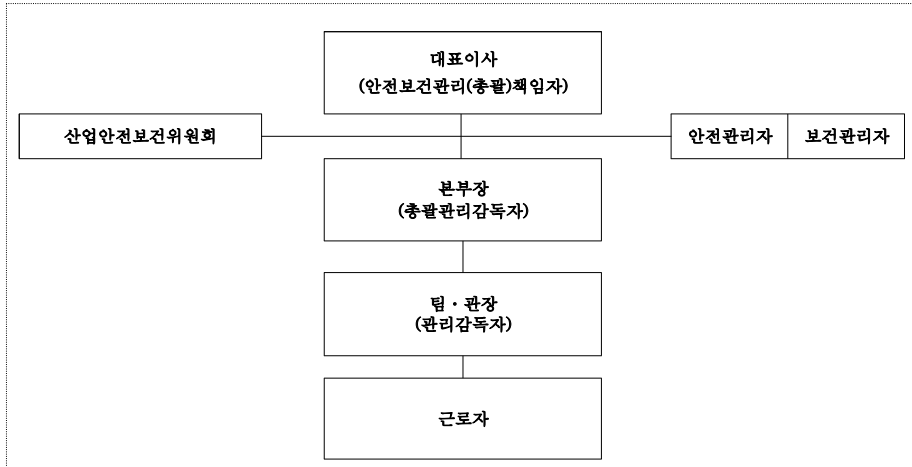 대표이사
(안전보건관리(총괄)책임자)
산업안전보건위원회
안전관리자
보건관리자
본부장
(총괄관리감독자)
팀·관장
(관리감독자)
근로자